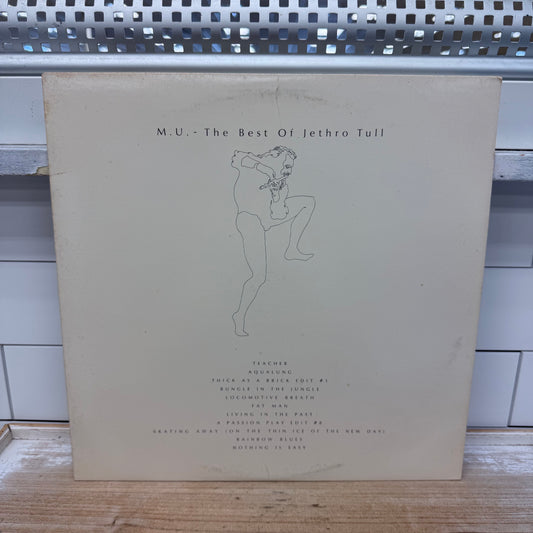 M.U. - The Best Of Jethro Tull
TEACHER
AQUALUNG
THICK AS A BRICK EDIT #1
BUNGLE IN THE JUNGLE
LOCOMOTIVE BREATH
FAT MAN
LIVING IN THE PAST
A PASSION PLAY EDIT #8
SKATING AWAY (ON THE THIN ICE OF THE NEW DAY)
RAINBOW BLUES
NOTHING IS EASY